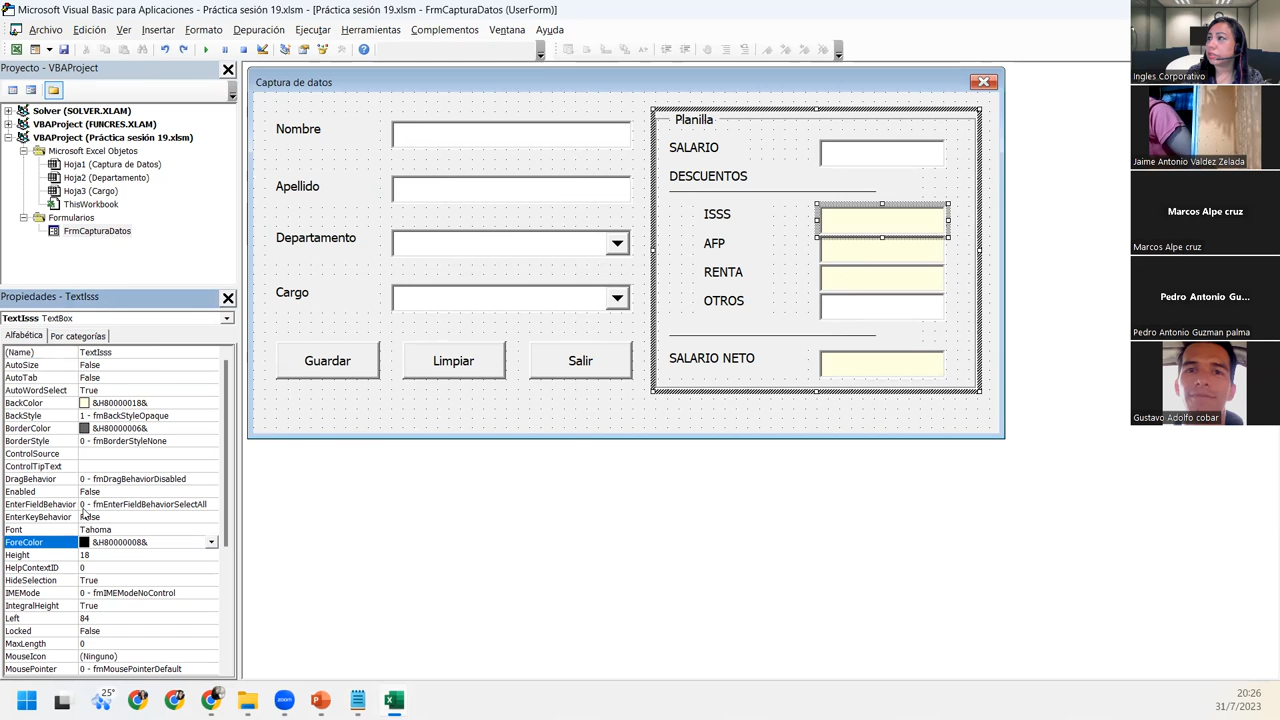 Microsoft Visual Basic para Aplicaciones - Práctica sesión 19.xlsm - [Práctica sesión 19.xlsm - FrmCapturaDatos (UserForm)]
Archivo Edición Ver Insertar Formato Depuración Ejecutar Herramientas Complementos Ventana Ayuda
Proyecto - VBAProject
Solver (SOLVER.XLAM)
VBAProject (FUNCRES.XLAM)
VBAProject (Práctica sesión 19.xlsm)
Microsoft Excel Objetos
Hoja1 (Captura de Datos)
Hoja2 (Departamento)
Hoja3 (Cargo)
ThisWorkbook
Formularios
FrmCapturaDatos
Propiedades - TextIsss
TextIsss TextBox
Alfabética Por categorías
(Name) TextIsss
AutoSize False
AutoTab False
AutoWordSelect True
BackColor &H80000018&
BackStyle 1 - fmBackStyleOpaque
BorderColor &H80000006&
BorderStyle 0 - fmBorderStyleNone
ControlSource
ControlTipText
DragBehavior 0 - fmDragBehaviorDisabled
Enabled False
EnterFieldBehavior 0 - fmEnterFieldBehaviorSelectAll
EnterKeyBehavior False
Font Tahoma
ForeColor &H80000008&
Height 18
HelpContextID 0
HideSelection True
IMEMode 0 - fmIMEModeNoControl
IntegralHeight True
Left 84
Locked False
MaxLength 0
MouseIcon (Ninguno)
MousePointer 0 - fmMousePointerDefault
Captura de datos
Nombre
Apellido
Departamento
Cargo
Guardar Limpiar Salir
Planilla
SALARIO
DESCUENTOS
ISSS
AFP
RENTA
OTROS
SALARIO NETO
Ingles Corporativo
Jaime Antonio Valdez Zelada
Marcos Alpe cruz
Marcos Alpe cruz
Pedro Antonio Gu...
Pedro Antonio Guzman palma
Gustavo Adolfo cobar
25°
zoom
20:26
31/7/2023